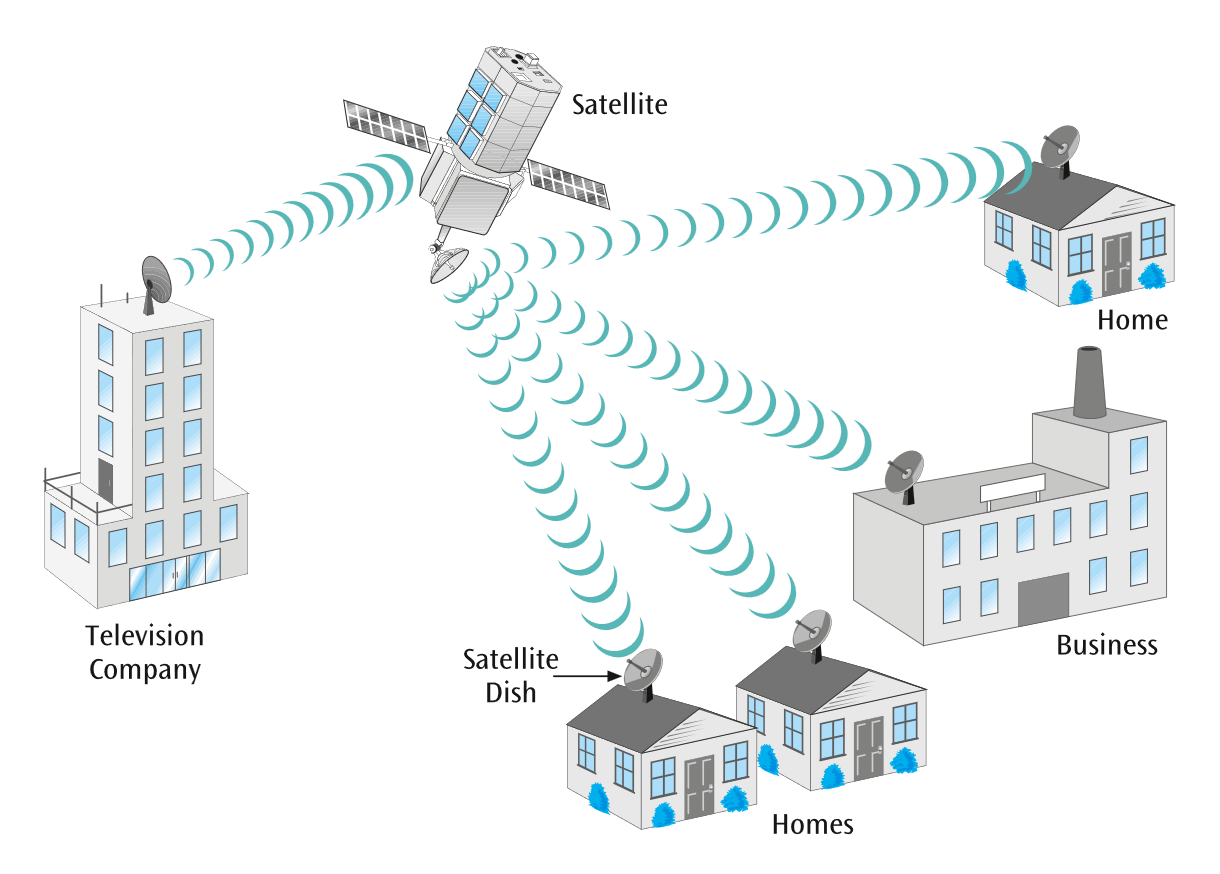 Satellite
Home
Television
Company
Business
Satellite
Dish
Homes